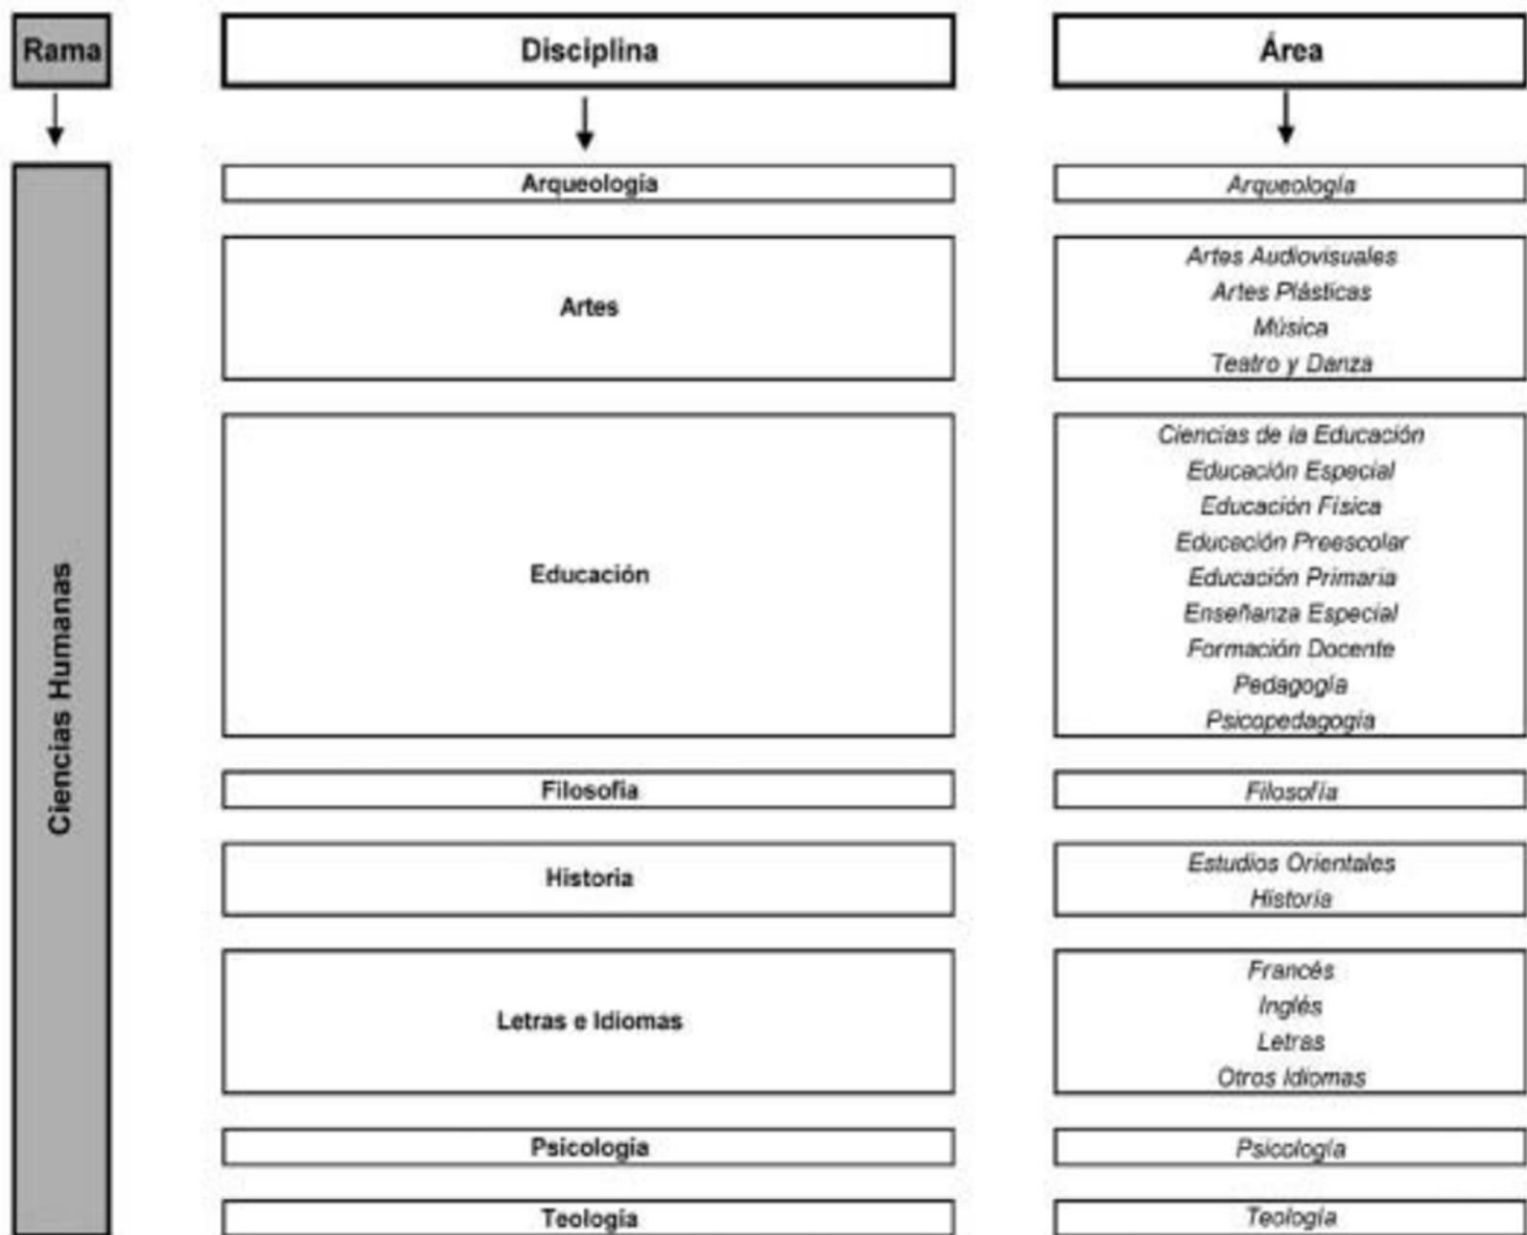 Rama
Disciplina
Área
Ciencias Humanas
Arqueología
Arqueología
Artes
Artes Audiovisuales
Artes Plásticas
Música
Teatro y Danza
Educación
Ciencias de la Educación
Educación Especial
Educación Física
Educación Preescolar
Educación Primaria
Enseñanza Especial
Formación Docente
Pedagogía
Psicopedagogía
Filosofía
Filosofía
Historia
Estudios Orientales
Historia
Letras e Idiomas
Francés
Inglés
Letras
Otros Idiomas
Psicología
Psicología
Teología
Teología